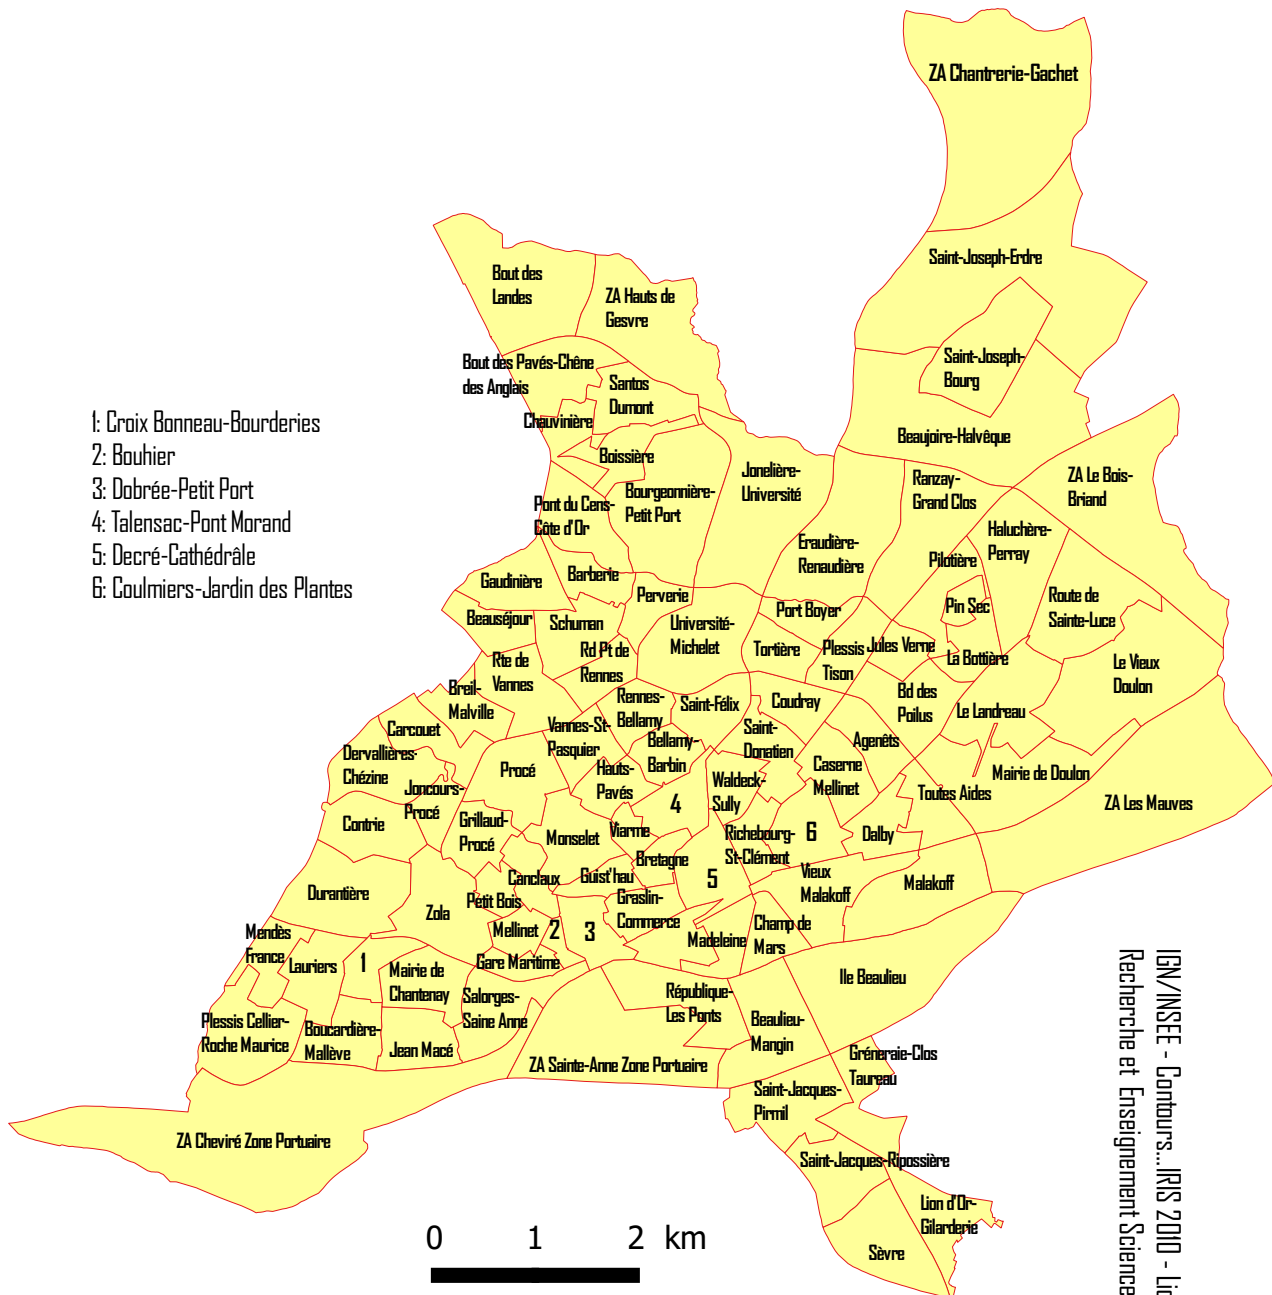 ZA Chantrerie-Gachet
Saint-Joseph-Erdre
Bout des
Landes
ZA Hauts de
Gesvre
Saint-Joseph-
Bourg
Bout des Pavés-Chêne
des Anglais
Santos
Dumont
Chauvinière
1: Croix Bonneau-Bourderies
2: Bouhier
3: Dobrée-Petit Port
4: Talensac-Pont Morand
5: Decré-Cathédrâle
6: Coulmiers-Jardin des Plantes
Beaujoire-Halvêque
Boissière
Jonelière-
Université
Ranzay-
Grand Clos
ZA Le Bois-
Briand
Bourgeonnière-
Petit Port
Pont du Cens-
Côte d'Or
Haluchère-
Perray
Eraudière-
Renaudière
Pilotière
Gaudinière
Barberie
Perverie
Port Boyer
Pin Sec
Route de
Sainte-Luce
Beauséjour
Schuman
Université-
Michelet
Rd Pt de
Rennes
Tortière
Plessis
Tison
Jules Verne
La Bottière
Le Vieux
Doulon
Rte de
Vannes
Breil-
Malville
Rennes-
Bellamy
Saint-Félix
Coudray
Bd des
Poilus
Le Landreau
Carcouet
Vannes-St-
Pasquier
Bellamy-
Barbin
Saint-
Donatien
Agenêts
Dervallières-
Chézine
Procé
Hauts-
Pavés
Waldeck-
Sully
Caserne
Mellinet
Mairie de Doulon
Toutes Aides
Joncours-
Procé
ZA Les Mauves
4
Contrie
Grillaud-
Procé
Monselet
Viarme
Richebourg-
St-Clément
6
Dalby
Bretagne
Canclaux
Guist'hau
5
Vieux
Malakoff
Malakoff
Durantière
Petit Bois
Graslin-
Commerce
Zola
Mendès
France
Mellinet
2
3
Madeleine
Champ de
Mars
Lauriers
1
Mairie de
Chantenay
Gare Maritime
Ile Beaulieu
Salorges-
Saine Anne
République-
Les Ponts
Plessis Cellier-
Roche Maurice
Boucardière-
Mallève
Jean Macé
Beaulieu-
Mangin
ZA Sainte-Anne Zone Portuaire
Gréneraie-Clos
Taureau
Saint-Jacques-
Pirmil
ZA Cheviré Zone Portuaire
Saint-Jacques-Ripossière
Lion d'Or-
Gilarderie
Sèvre
0 1 2 km
IGN/INSEE - Contours...IRIS 2010 - Lic
Recherche et Enseignement Science